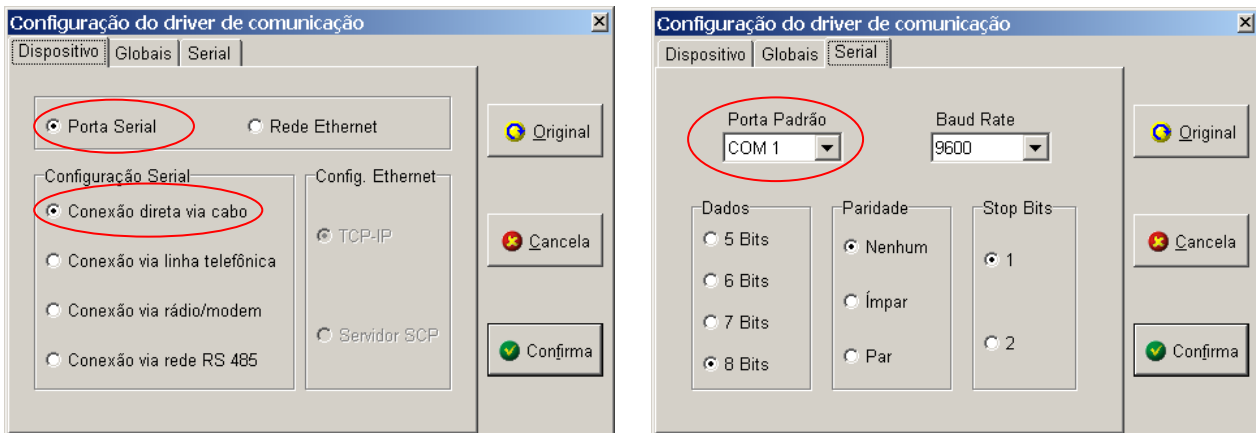 Configuração do driver de comunicação
Dispositivo Globais Serial
Porta Serial Rede Ethernet
Original
Configuração Serial Config. Ethernet
Conexão direta via cabo
TCP-IP
Cancela
Conexão via linha telefônica
Conexão via rádio/modem
Servidor SCP
Confirma
Conexão via rede RS 485
Configuração do driver de comunicação
Dispositivo Globais Serial
Porta Padrão Baud Rate
Original
COM 1 9600
Dados Paridade Stop Bits
5 Bits Nenhum 1
Cancela
6 Bits Ímpar
7 Bits
2
Confirma
8 Bits Par